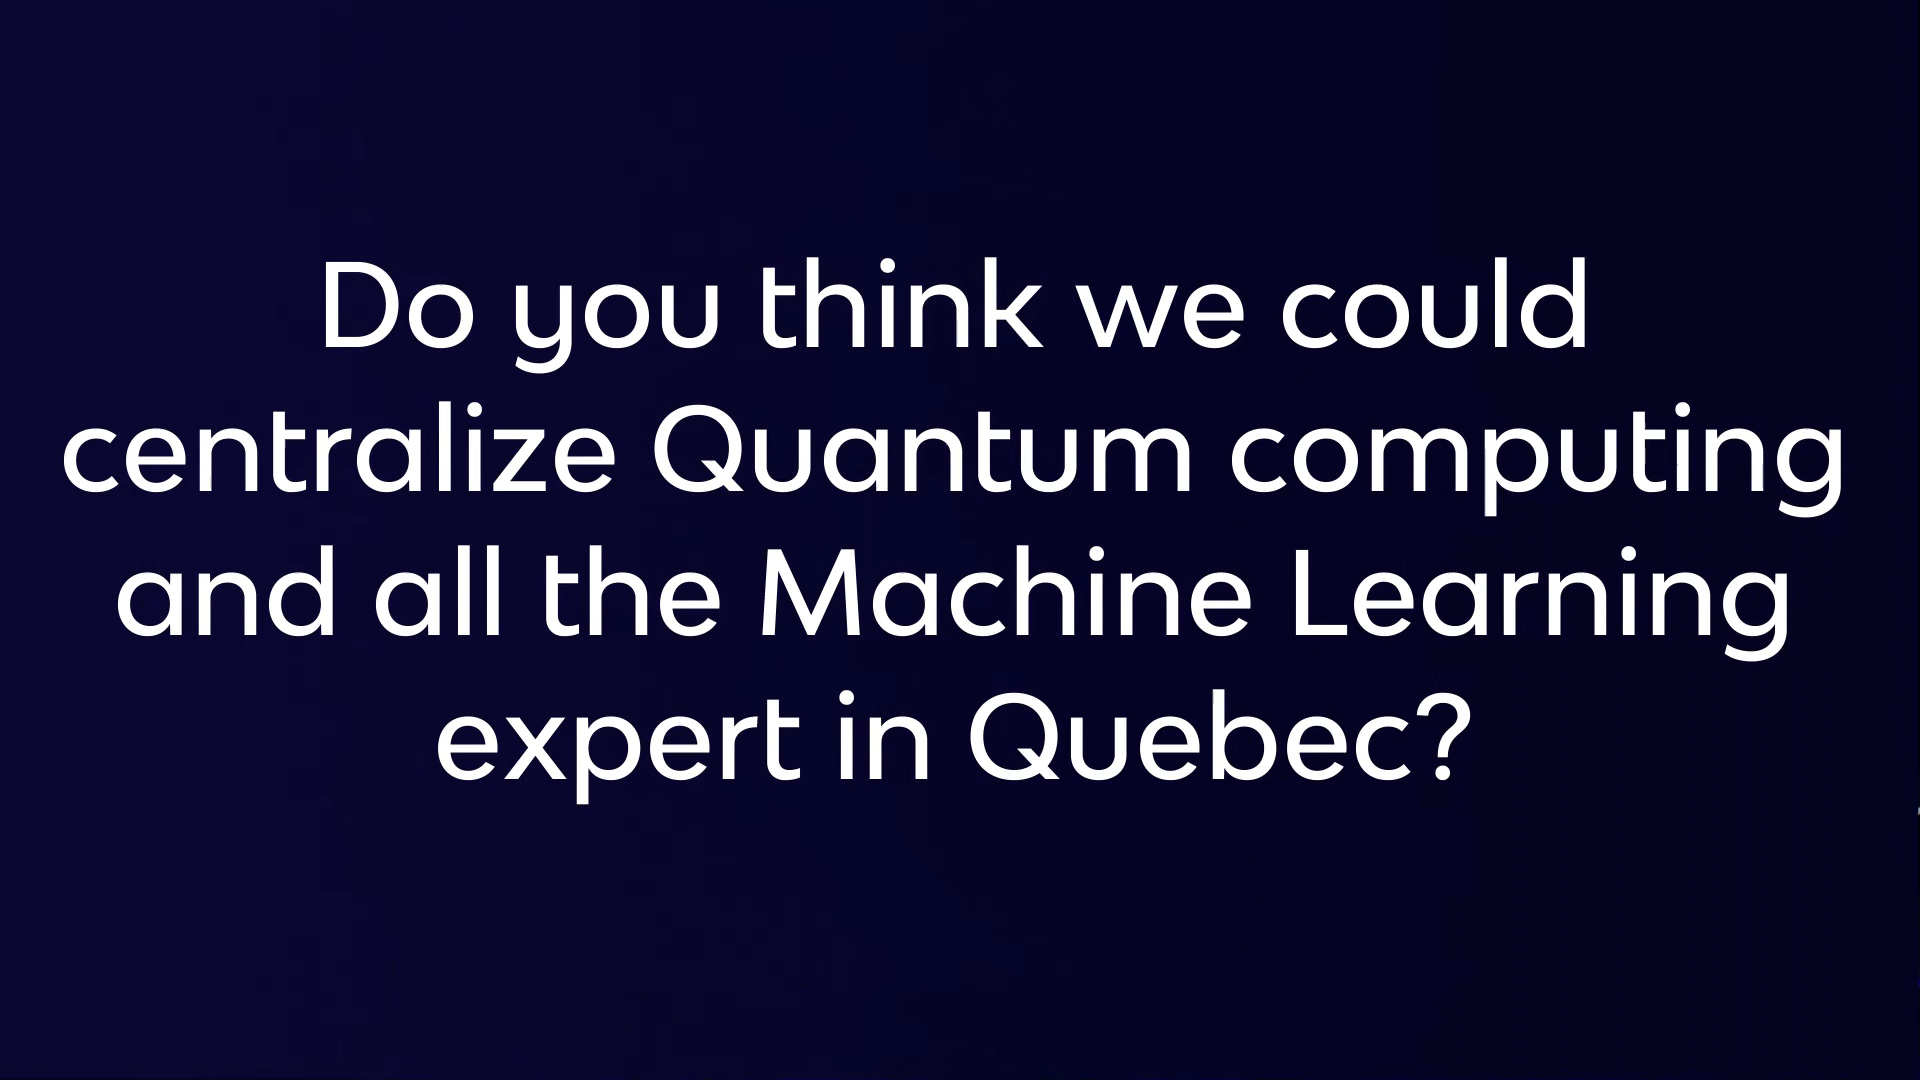 Do you think we could
centralize Quantum computing
and all the Machine Learning
expert in Quebec?